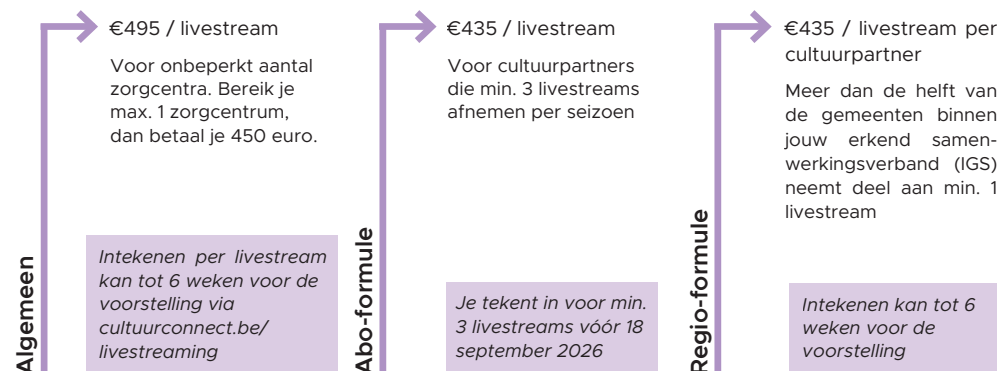 Algemeen
€495 / livestream
Voor onbeperkt aantal
zorgcentra. Bereik je
max. 1 zorgcentrum,
dan betaal je 450 euro.
Intekenen per livestream
kan tot 6 weken voor de
voorstelling via
cultuurconnect.be/
livestreaming
Abo-formule
€435 / livestream
Voor cultuurpartners
die min. 3 livestreams
afnemen per seizoen
Je tekent in voor min.
3 livestreams vóór 18
september 2026
Regio-formule
€435 / livestream per
cultuurpartner
Meer dan de helft van
de gemeenten binnen
jouw erkend samen-
werkingsverband (IGS)
neemt deel aan min. 1
livestream
Intekenen kan tot 6
weken voor de
voorstelling